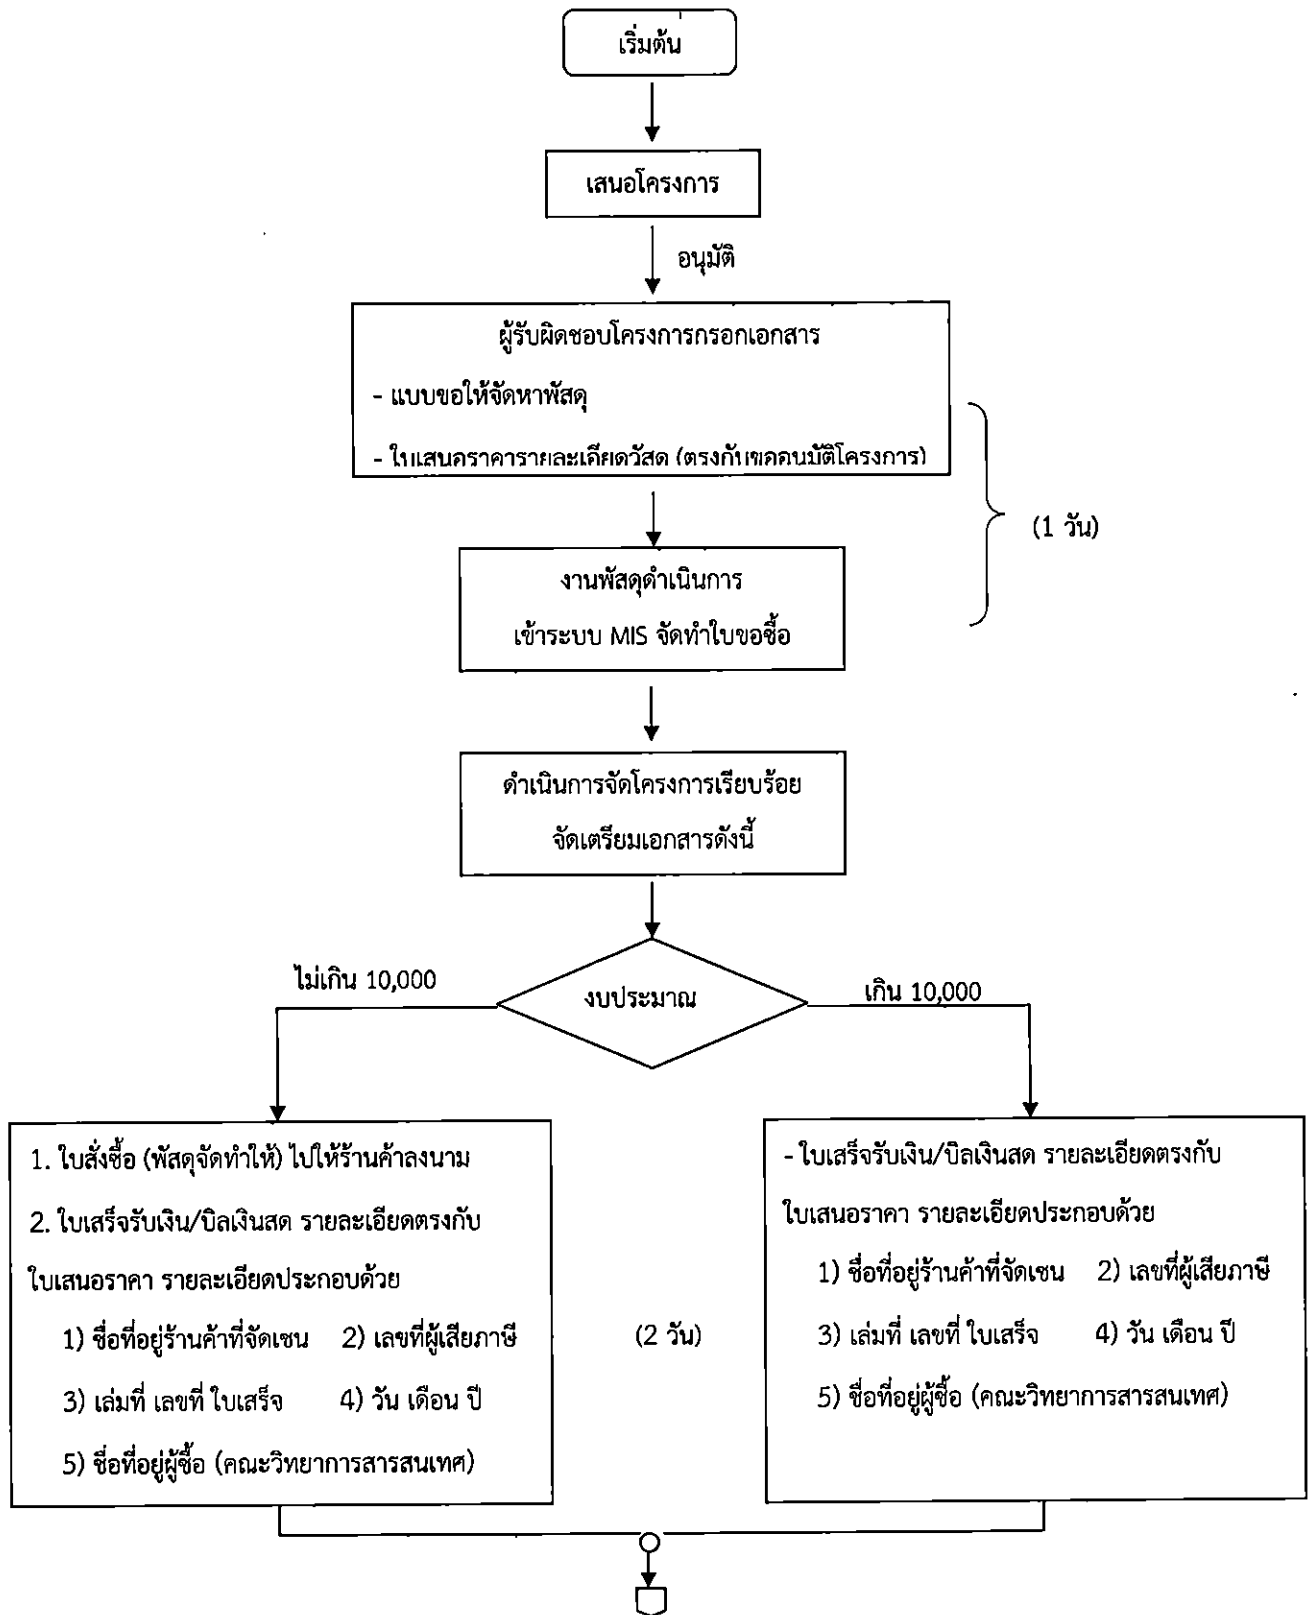 เริ่มต้น
เสนอโครงการ
อนุมัติ
ผู้รับผิดชอบโครงการกรอกเอกสาร
- แบบขอให้จัดหาพัสดุ
- ใบเสนอราคารายละเอียดวัสดุ (ตรงกับขออนุมัติโครงการ)
(1 วัน)
งานพัสดุดำเนินการ
เข้าระบบ MIS จัดทำใบขอซื้อ
ดำเนินการจัดโครงการเรียบร้อย
จัดเตรียมเอกสารดังนี้
ไม่เกิน 10,000
งบประมาณ
เกิน 10,000
1. ใบสั่งซื้อ (พัสดุจัดทำให้) ไปให้ร้านค้าลงนาม
2. ใบเสร็จรับเงิน/บิลเงินสด รายละเอียดตรงกับ
ใบเสนอราคา รายละเอียดประกอบด้วย
1) ชื่อที่อยู่ร้านค้าที่จัดเซน 2) เลขที่ผู้เสียภาษี
3) เล่มที่ เลขที่ ใบเสร็จ 4) วัน เดือน ปี
5) ชื่อที่อยู่ผู้ซื้อ (คณะวิทยาการสารสนเทศ)
(2 วัน)
- ใบเสร็จรับเงิน/บิลเงินสด รายละเอียดตรงกับ
ใบเสนอราคา รายละเอียดประกอบด้วย
1) ชื่อที่อยู่ร้านค้าที่จัดเซน 2) เลขที่ผู้เสียภาษี
3) เล่มที่ เลขที่ ใบเสร็จ 4) วัน เดือน ปี
5) ชื่อที่อยู่ผู้ซื้อ (คณะวิทยาการสารสนเทศ)